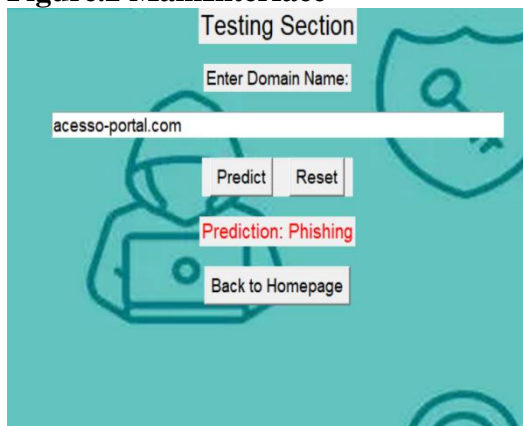 Testing Section
Enter Domain Name:
acesso-portal.com
Predict Reset
Prediction: Phishing
Back to Homepage